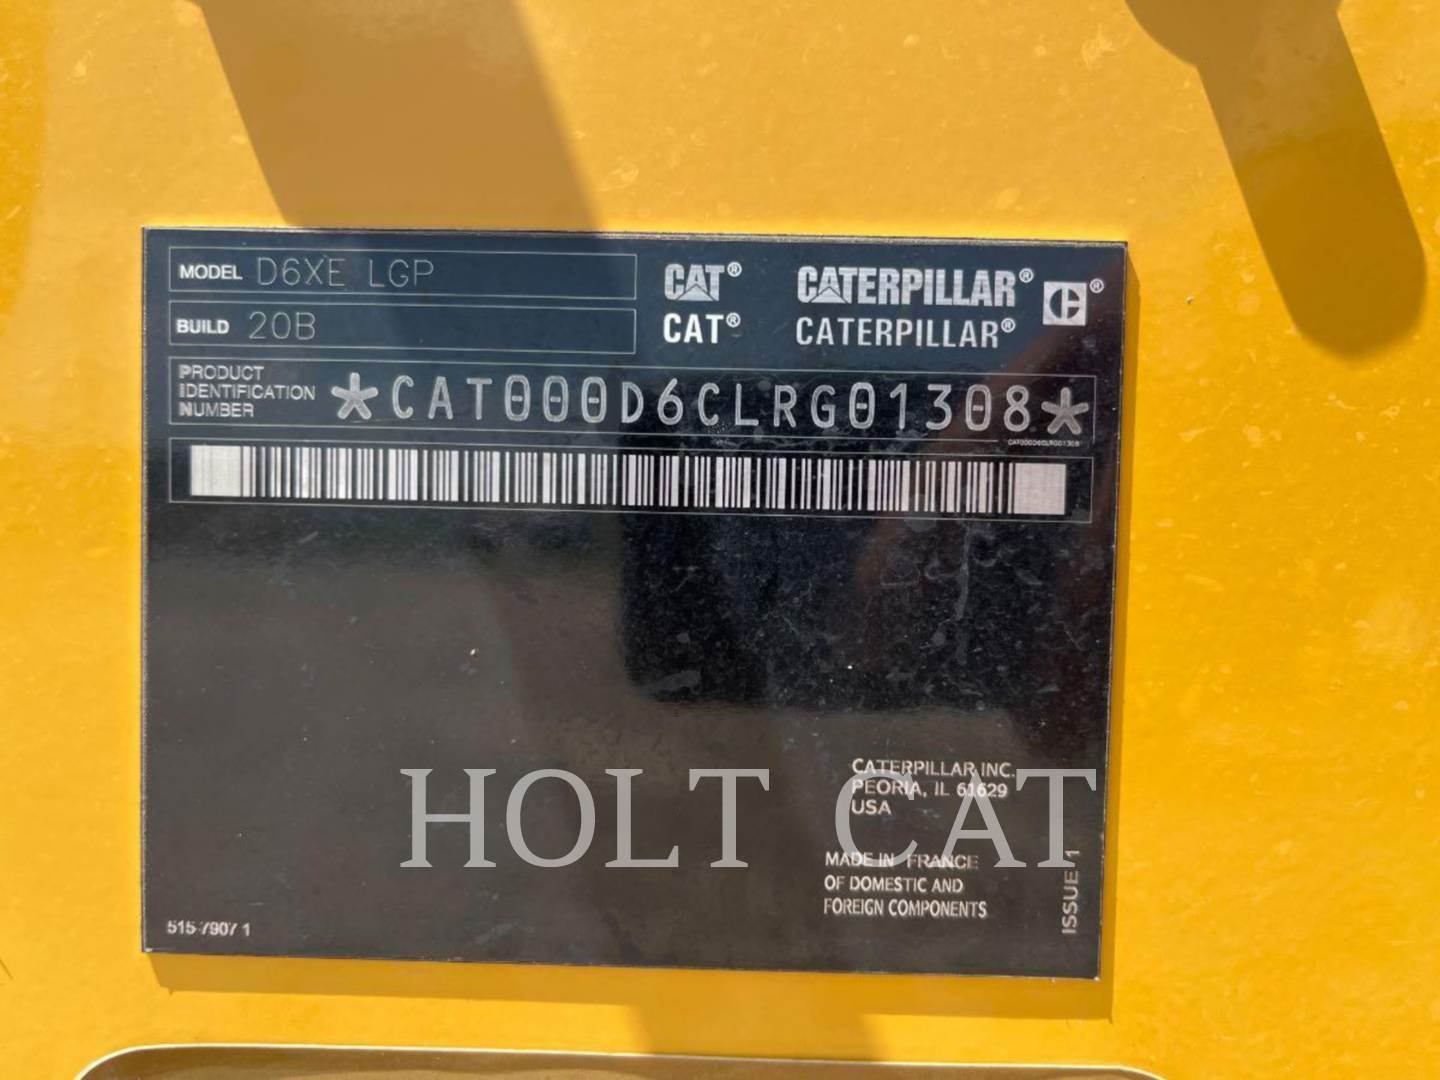 MODEL D6XE LGP
BUILD 20B
CAT® CATERPILLAR® ®
CAT® CATERPILLAR®
PRODUCT
IDENTIFICATION
NUMBER
*CAT000D6CLRG01308*
CAT000D6CLRG01308
CATERPILLAR INC.
PEORIA, IL 61629
USA
HOLT CAT
MADE IN FRANCE
OF DOMESTIC AND
FOREIGN COMPONENTS
ISSUE 1
515-7907 1